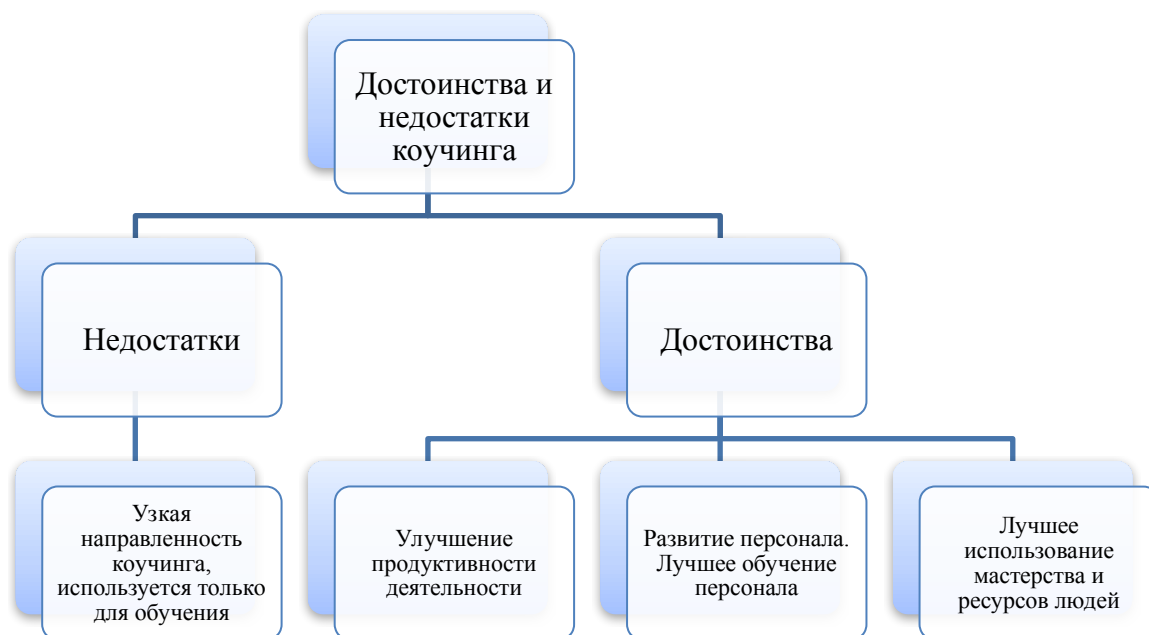 Достоинства и
недостатки
коучинга
Недостатки
Достоинства
Узкая
направленность
коучинга,
используется только
для обучения
Улучшение
продуктивности
деятельности
Развитие персонала.
Лучшее обучение
персонала
Лучшее
использование
мастерства и
ресурсов людей